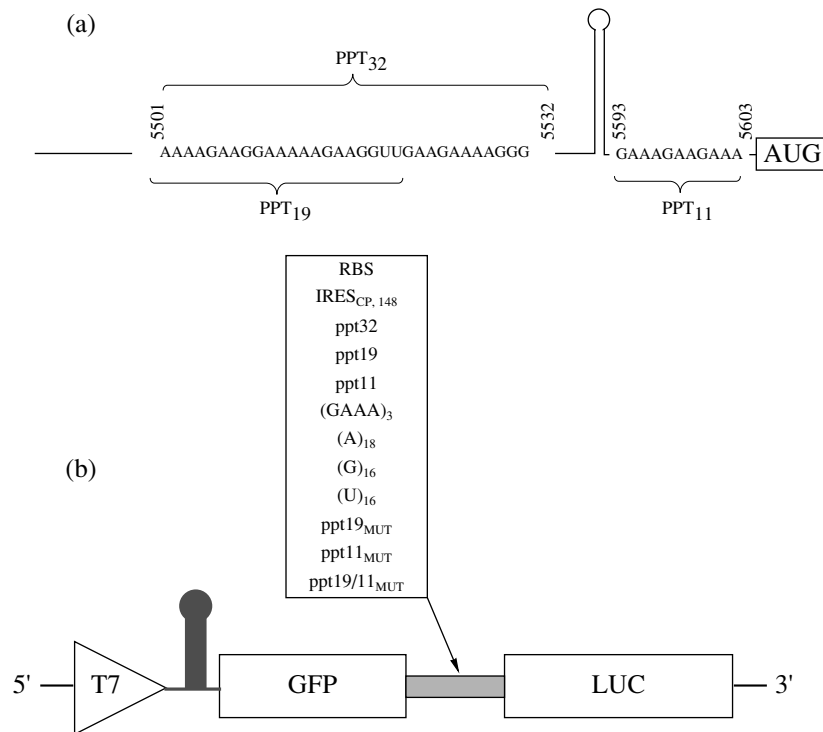 (a)
PPT32
5501
5532
5593
5603
AAAAGAAGGAAAAAGAAGGUUGAAGAAAAGGG
GAAAGAAGAAA
AUG
PPT19
PPT11
RBS
IRESCP, 148
ppt32
ppt19
ppt11
(GAAA)3
(A)18
(G)16
(U)16
ppt19MUT
ppt11MUT
ppt19/11MUT
(b)
5'
T7
GFP
LUC
3'